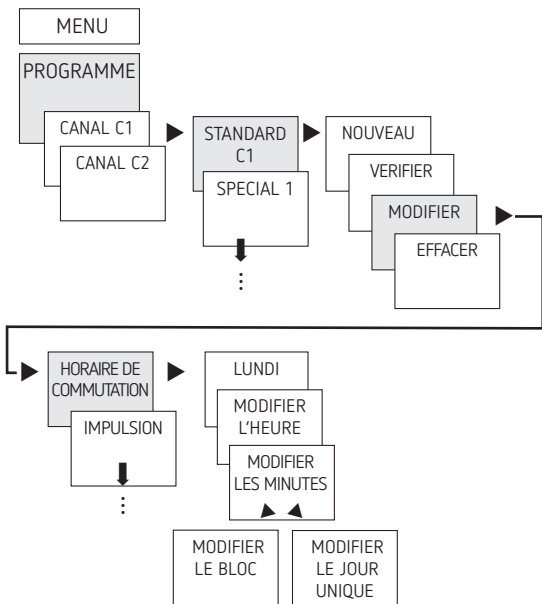 MENU
PROGRAMME
CANAL C1
CANAL C2
STANDARD
C1
SPECIAL 1
NOUVEAU
VERIFIER
MODIFIER
EFFACER
HORAIRE DE
COMMUTATION
IMPULSION
LUNDI
MODIFIER
L'HEURE
MODIFIER
LES MINUTES
MODIFIER
LE BLOC
MODIFIER
LE JOUR
UNIQUE